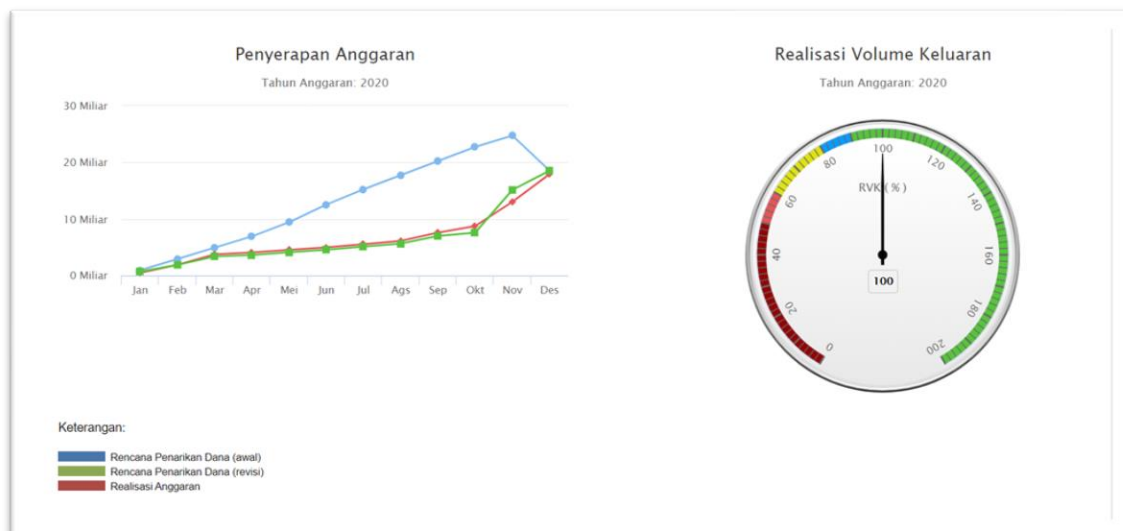 Penyerapan Anggaran
Tahun Anggaran: 2020
30 Miliar
20 Miliar
10 Miliar
0 Miliar
Jan Feb Mar Apr Mei Jun Jul Ags Sep Okt Nov Des
Realisasi Volume Keluaran
Tahun Anggaran: 2020
0 20 40 60 80 100 120 140 160 180 200
RVK ( % )
100
Keterangan:
Rencana Penarikan Dana (awal)
Rencana Penarikan Dana (revisi)
Realisasi Anggaran